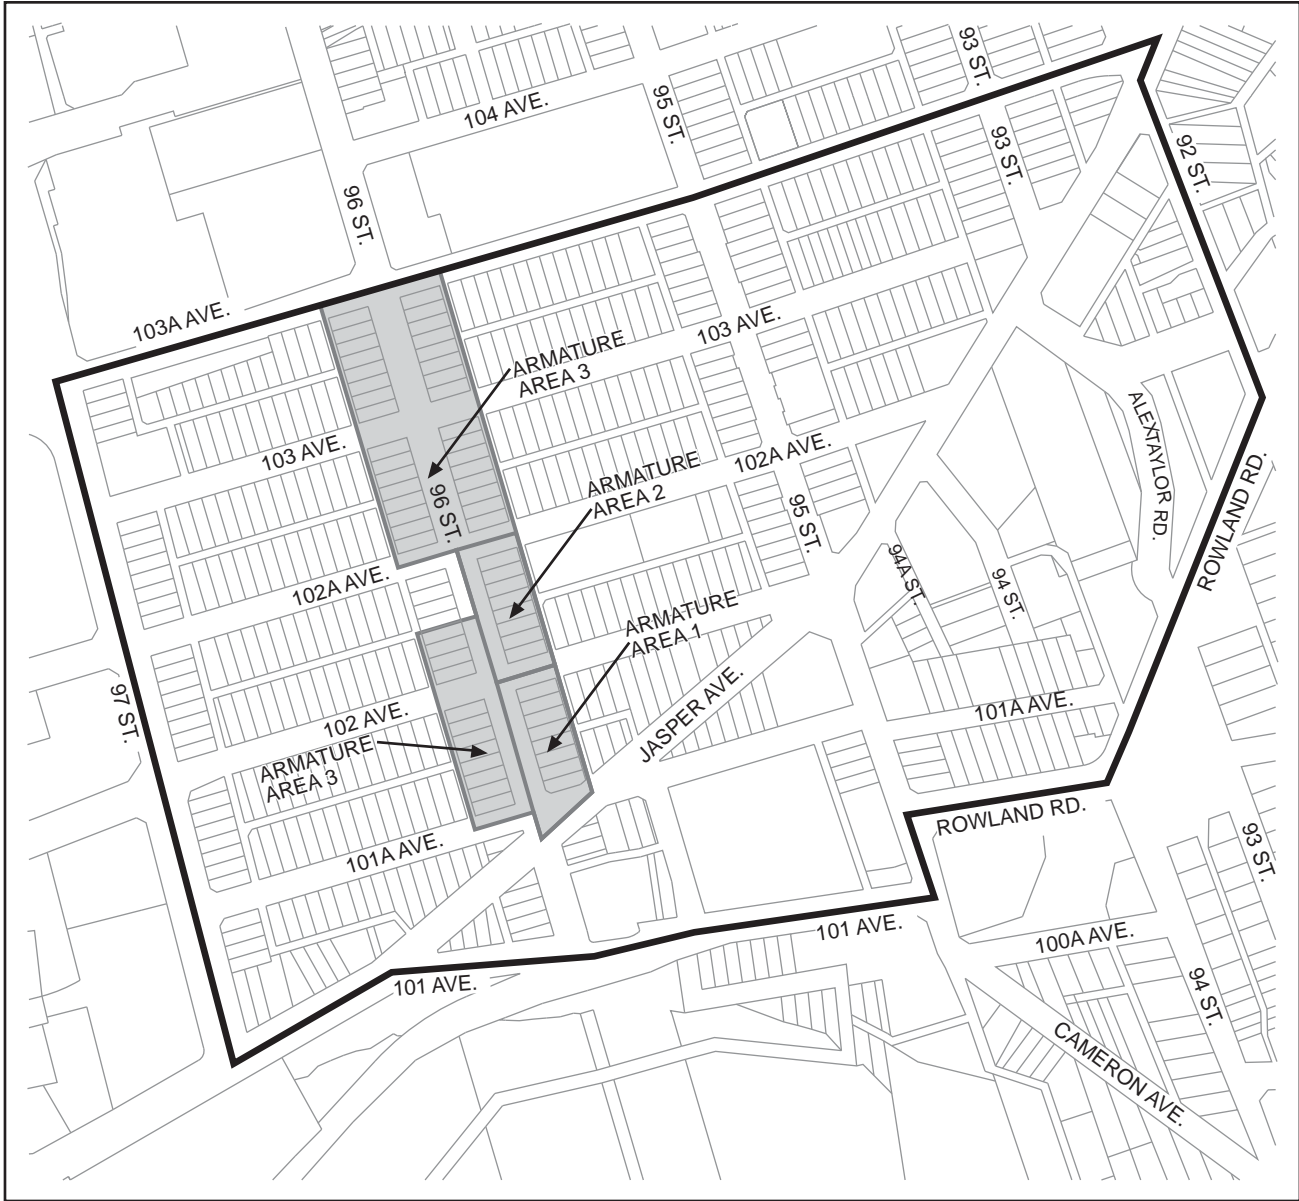 93 ST.
104 AVE.
95 ST.
93 ST.
92 ST.
96 ST.
103A AVE.
103 AVE.
ARMATURE
AREA 3
ALEXTAYLOR RD.
103 AVE.
102A AVE.
ARMATURE
AREA 2
ROWLAND RD.
96 ST.
95 ST.
94A ST.
94 ST.
102A AVE.
ARMATURE
AREA 1
97 ST.
JASPER AVE.
101A AVE.
102 AVE.
ARMATURE
AREA 3
ROWLAND RD.
101A AVE.
93 ST.
101 AVE.
100A AVE.
101 AVE.
94 ST.
CAMERON AVE.